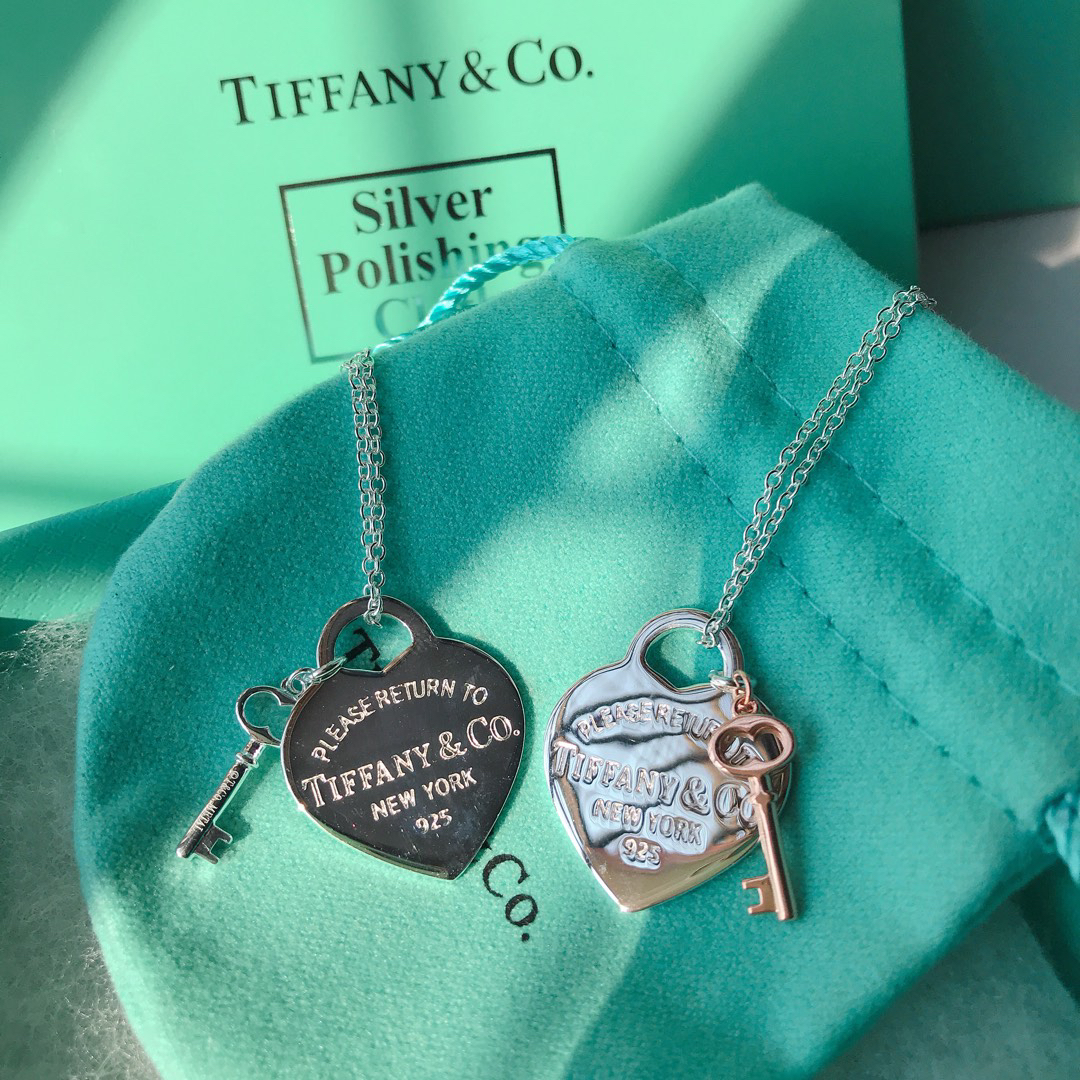 TIFFANY & CO.
Silver
Polishing
PLEASE RETURN TO
TIFFANY & CO.
NEW YORK
925
PLEASE RETUR
TIFFANY & CO
NEW YORK
925
T
Co.